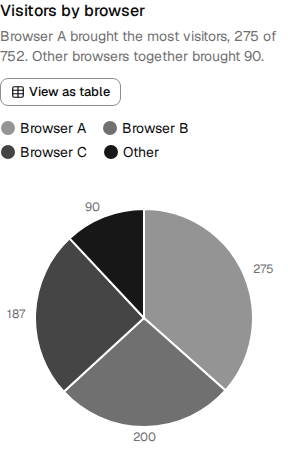 Visitors by browser
Browser A brought the most visitors, 275 of
752. Other browsers together brought 90.
View as table
Browser A Browser B
Browser C Other
90
275
187
200